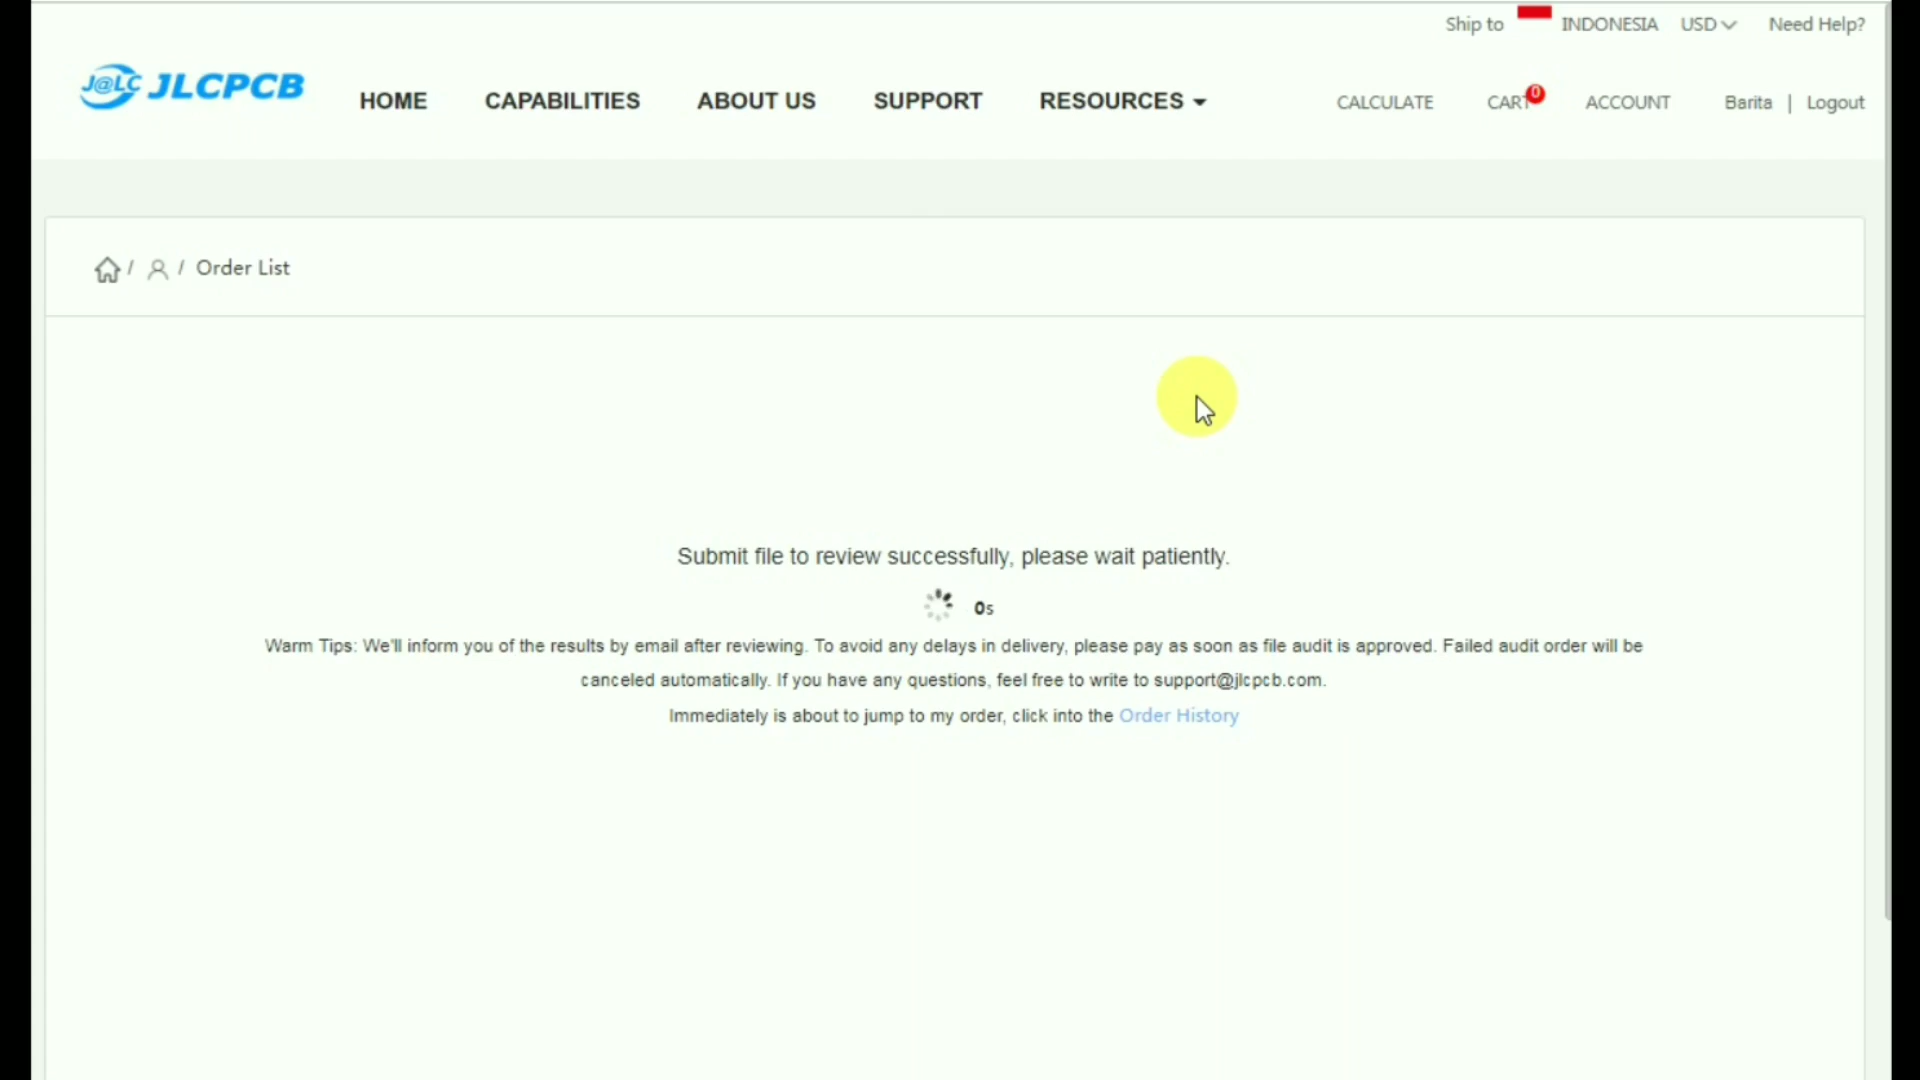 Ship to INDONESIA USD Need Help?
J@LC JLCPCB HOME CAPABILITIES ABOUT US SUPPORT RESOURCES CALCULATE CART 0 ACCOUNT Barita | Logout
/ / Order List
Submit file to review successfully, please wait patiently.
0s
Warm Tips: We'll inform you of the results by email after reviewing. To avoid any delays in delivery, please pay as soon as file audit is approved. Failed audit order will be
canceled automatically. If you have any questions, feel free to write to support@jlcpcb.com.
Immediately is about to jump to my order, click into the Order History